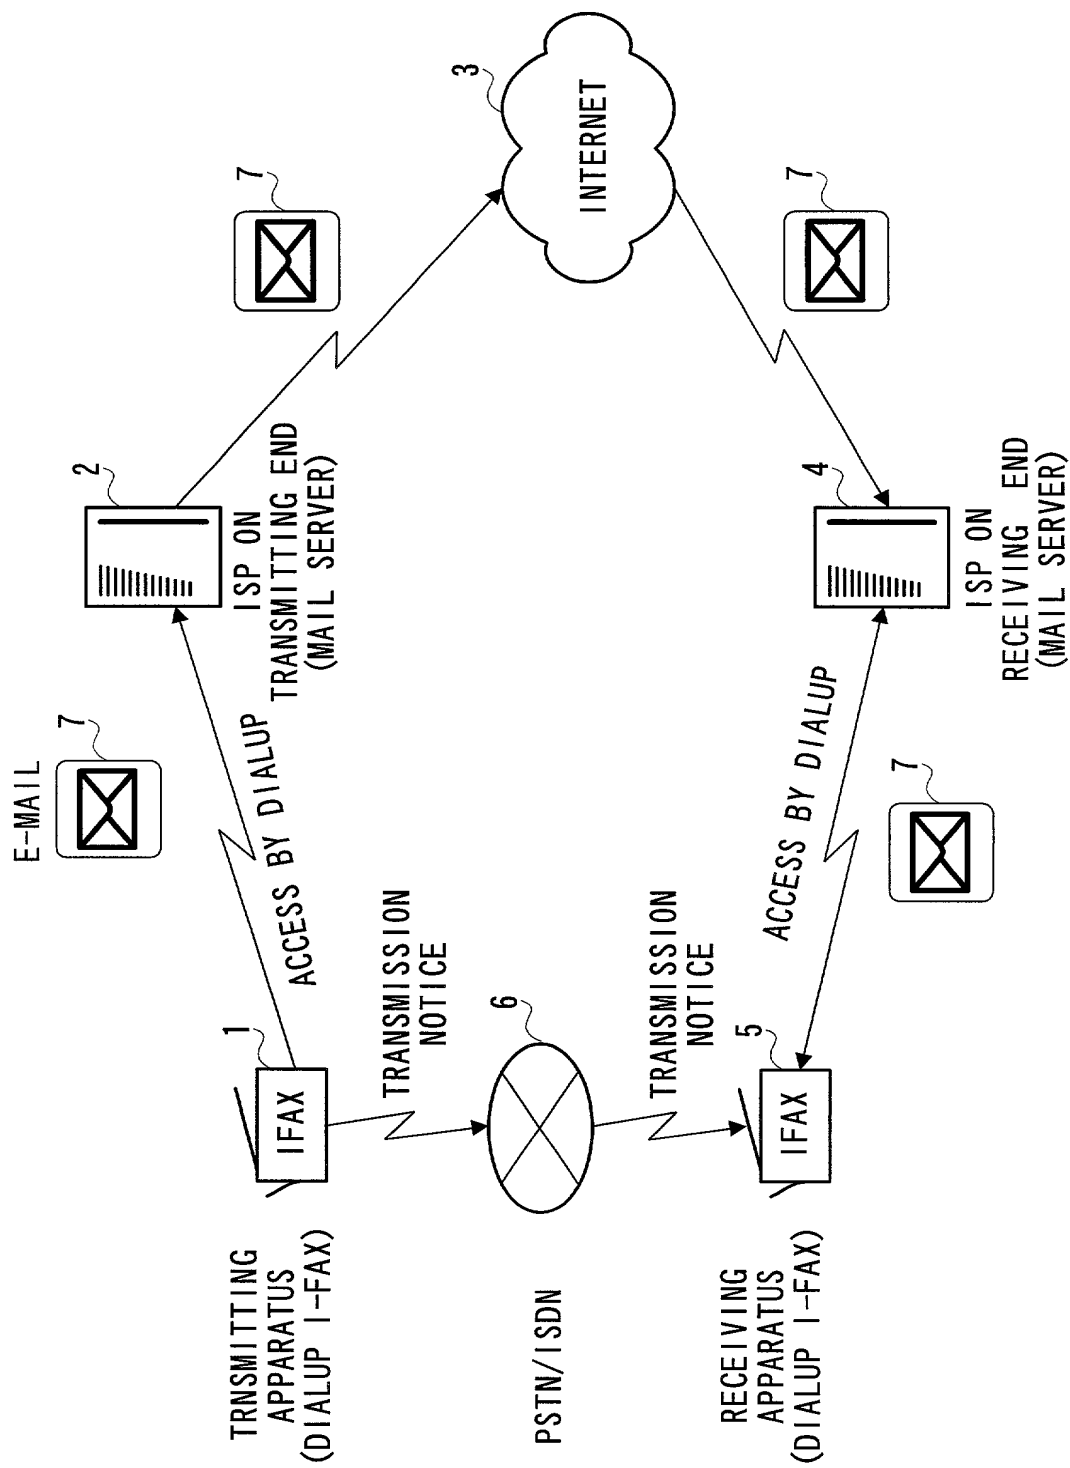 E-MAIL
7
7
3
2
INTERNET
ISP ON
TRANSMITTING END
(MAIL SERVER)
ACCESS BY DIALUP
1
IFAX
TRNSMITTING
APPARATUS
(DIALUP I-FAX)
TRANSMISSION
NOTICE
6
PSTN/ISDN
TRANSMISSION
NOTICE
5
IFAX
RECEIVING
APPARATUS
(DIALUP I-FAX)
ACCESS BY DIALUP
7
4
7
ISP ON
RECEIVING END
(MAIL SERVER)